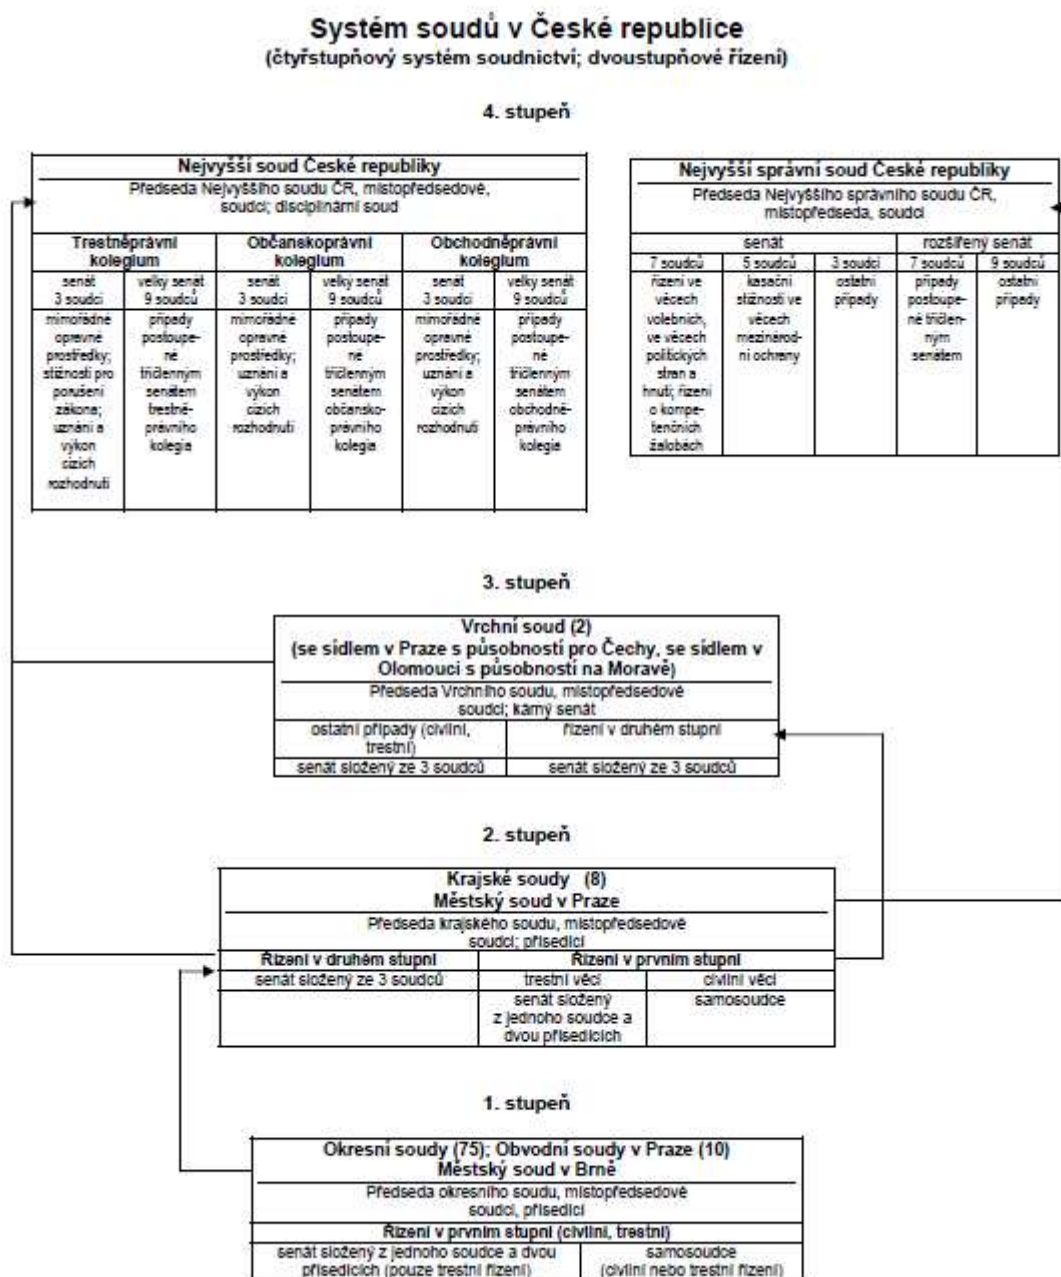 Systém soudů v České republice
(čtyřstupňový systém soudnictví; dvoustupňové řízení)
4. stupeň
Nejvyšší soud České republiky
Předseda Nejvyššího soudu ČR, místopředsedové,
soudci; disciplinární soud
Trestněprávní
kolegium
Občanskoprávní
kolegium
Obchodněprávní
kolegium
senát
3 soudci
velky senát
9 soudců
senát
3 soudci
velky senát
9 soudců
senát
3 soudci
velky senát
9 soudců
mimořádné
opravné
prostředky;
stížnosti pro
porušení
zákona;
uznání a
výkon
cizích
rozhodnutí
případy
postoupe-
né
tříčlenným
senátem
trestně-
právního
kolegia
mimořádné
opravné
prostředky;
uznání a
výkon
cizích
rozhodnutí
případy
postoupe-
né
tříčlenným
senátem
občansko-
právního
kolegia
mimořádné
opravné
prostředky;
uznání a
výkon
cizích
rozhodnutí
případy
postoupe-
né
tříčlenným
senátem
obchodně-
právního
kolegia
Nejvyšší správní soud České republiky
Předseda Nejvyššího správního soudu ČR,
místopředseda, soudci
senát
rozšířený senát
7 soudců
5 soudců
3 soudci
7 soudců
9 soudců
řízení ve
věcech
volebních,
ve věcech
politických
stran a
hnutí; řízení
o kompe-
tenčních
žalobách
kasační
stížnosti ve
věcech
mezinárod-
ní ochrany
ostatní
případy
případy
postoupe-
né tříčlen-
ným
senátem
ostatní
případy
3. stupeň
Vrchní soud (2)
(se sídlem v Praze s působností pro Čechy, se sídlem v
Olomouci s působností na Moravě)
Předseda Vrchního soudu, místopředsedové
soudci; kárný senát
ostatní případy (civilní,
trestní)
řízení v druhém stupni
senát složený ze 3 soudců
senát složený ze 3 soudců
2. stupeň
Krajské soudy (8)
Městský soud v Praze
Předseda krajského soudu, místopředsedové
soudci; přísedící
Řízení v druhém stupni
Řízení v prvním stupni
senát složený ze 3 soudců
trestní věci
civilní věci
senát složený
z jednoho soudce a
dvou přísedících
samosoudce
1. stupeň
Okresní soudy (75); Obvodní soudy v Praze (10)
Městský soud v Brně
Předseda okresního soudu, místopředsedové
soudci, přísedící
Řízení v prvním stupni (civilní, trestní)
senát složený z jednoho soudce a dvou
přísedících (pouze trestní řízení)
samosoudce
(civilní nebo trestní řízení)